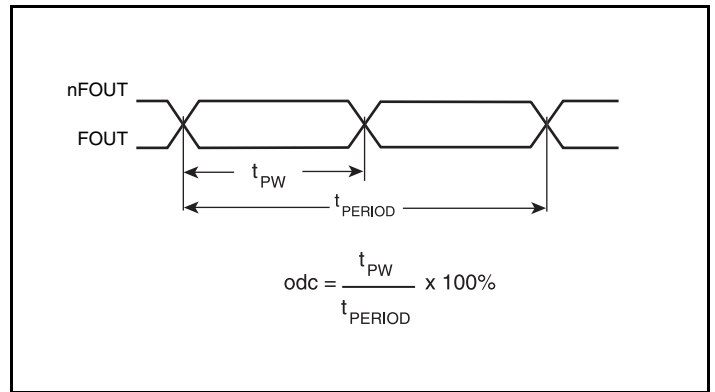 nFOUT
FOUT
tPW
tPERIOD
odc = tPW / tPERIOD x 100%